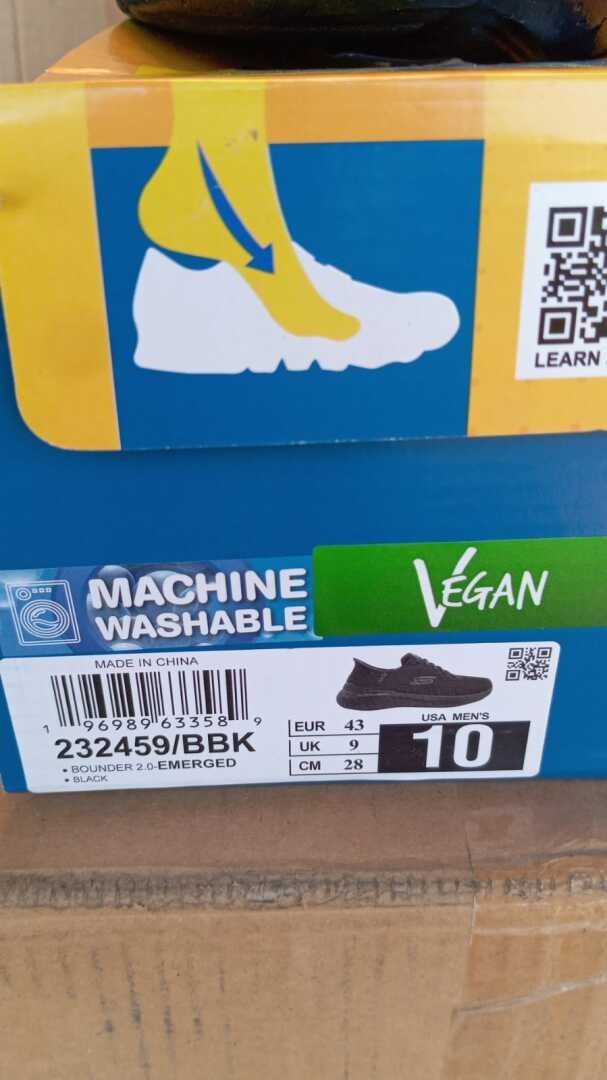 LEARN
MACHINE
WASHABLE
VEGAN
MADE IN CHINA
1 96989 63358 9
232459/BBK
• BOUNDER 2.0-EMERGED
• BLACK
EUR 43
UK 9
CM 28
USA MEN'S
10